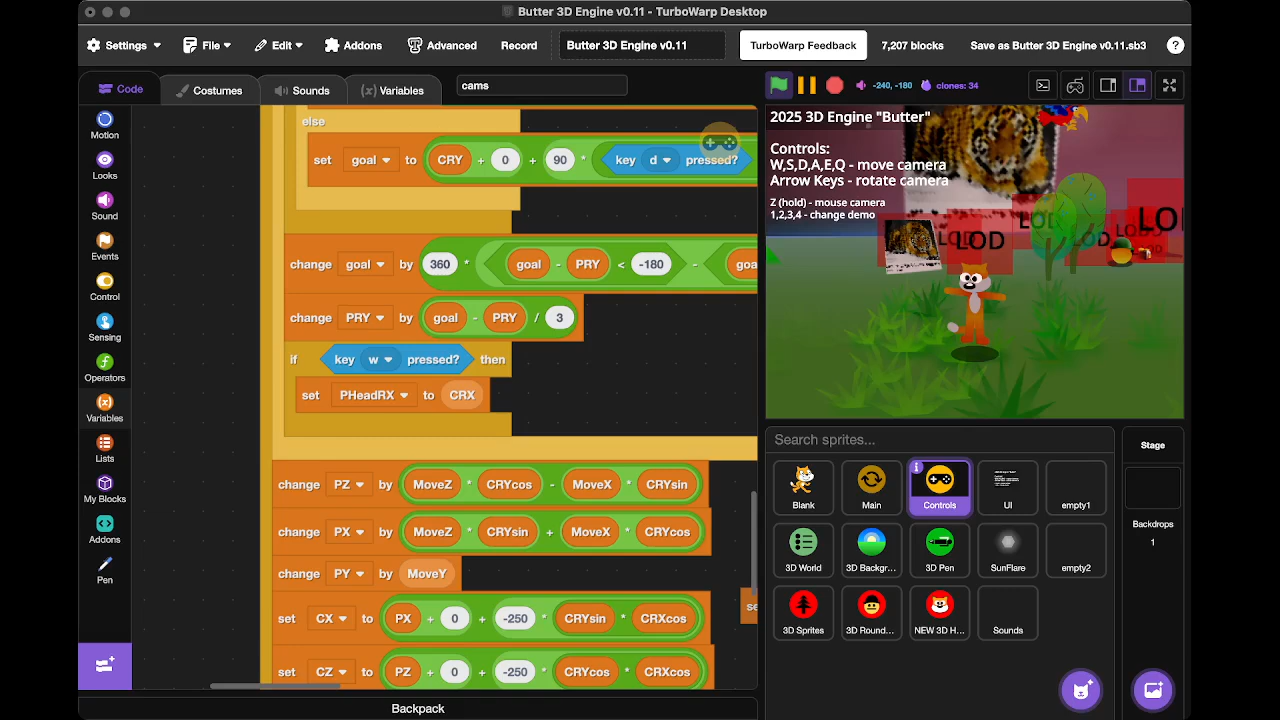 Butter 3D Engine v0.11 - TurboWarp Desktop
Settings File Edit Addons Advanced Record Butter 3D Engine v0.11 TurboWarp Feedback 7,207 blocks Save as Butter 3D Engine v0.11.sb3 ?
Code Costumes Sounds (x) Variables cams
-240, -180 clones: 34
Motion
Looks
Sound
Events
Control
Sensing
Operators
Variables
Lists
My Blocks
Addons
Pen
else
set goal to CRY + 0 + 90 * key d pressed?
change goal by 360 * goal - PRY < -180 - goa
change PRY by goal - PRY / 3
if key w pressed? then
set PHeadRX to CRX
change PZ by MoveZ * CRYcos - MoveX * CRYsin
change PX by MoveZ * CRYsin + MoveX * CRYcos
change PY by MoveY
set CX to PX + 0 + -250 * CRYsin * CRXcos
se
set CZ to PZ + 0 + -250 * CRYcos * CRXcos
Backpack
2025 3D Engine "Butter"
Controls:
W,S,D,A,E,Q - move camera
Arrow Keys - rotate camera
Z (hold) - mouse camera
1,2,3,4 - change demo
LOD LOD LOD LOD LOD LOD
Search sprites...
Blank Main Controls UI empty1
3D World 3D Backgr... 3D Pen SunFlare empty2
3D Sprites 3D Round... NEW 3D H... Sounds
Stage
Backdrops
1